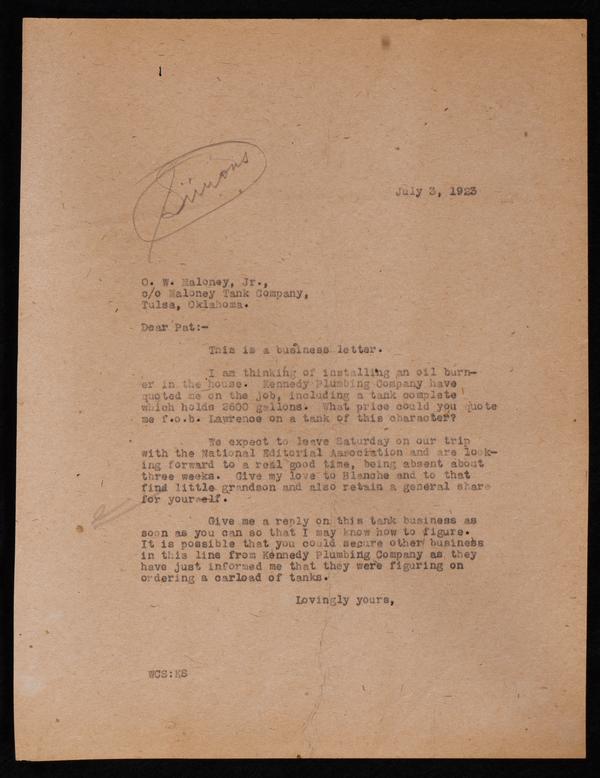 Simons
July 3, 1923
O. W. Maloney, Jr.,
c/o Maloney Tank Company,
Tulsa, Oklahoma.
Dear Pat:-
This is a business letter.
I am thinking of installing an oil burn-
er in the house. Kennedy Plumbing Company have
quoted me on the job, including a tank complete
which holds 2600 gallons. What price could you quote
me f.o.b. Lawrence on a tank of this character?
We expect to leave Saturday on our trip
with the National Editorial Association and are look-
ing forward to a real good time, being absent about
three weeks. Give my love to Blanche and to that
find little grandson and also retain a general share
for yourself.
Give me a reply on this tank business as
soon as you can so that I may know how to figure.
It is possible that you could secure other business
in this line from Kennedy Plumbing Company as they
have just informed me that they were figuring on
ordering a carload of tanks.
Lovingly yours,
WCS:KS